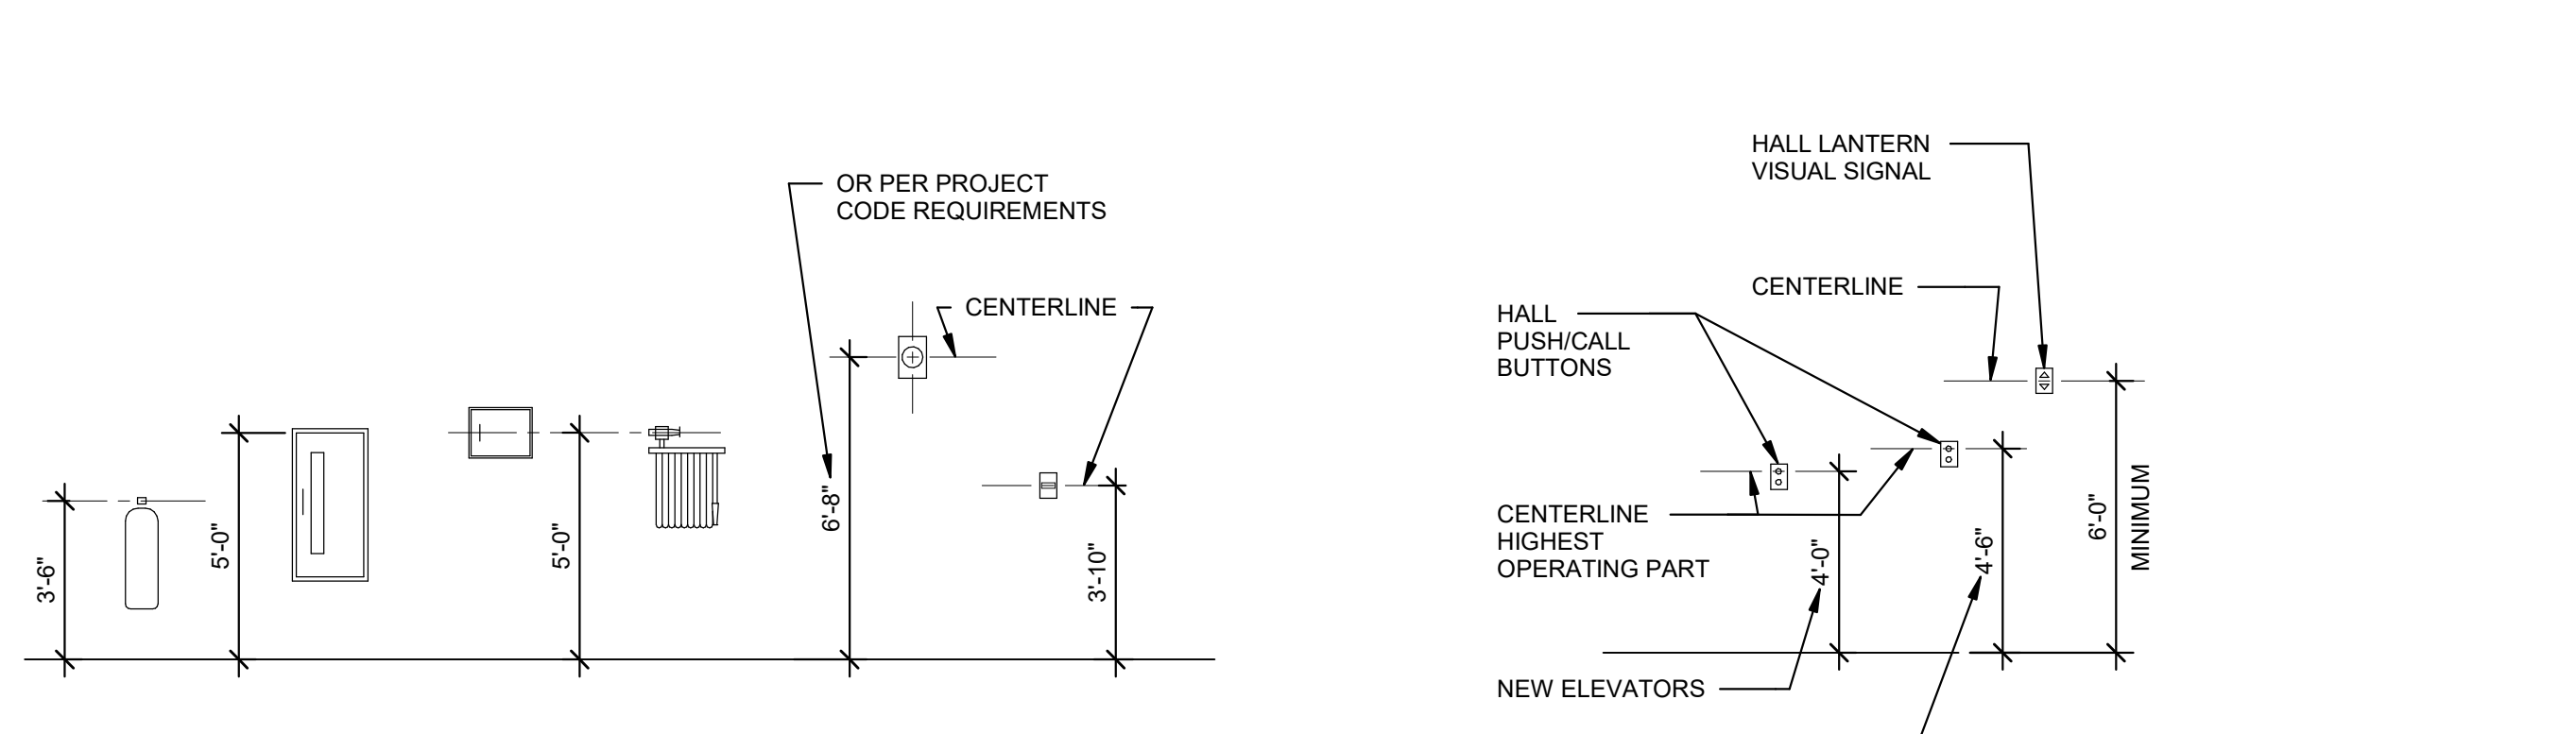 OR PER PROJECT
CODE REQUIREMENTS
CENTERLINE
3'-6"
5'-0"
5'-0"
6'-8"
3'-10"
HALL LANTERN
VISUAL SIGNAL
CENTERLINE
HALL
PUSH/CALL
BUTTONS
CENTERLINE
HIGHEST
OPERATING PART
4'-0"
4'-6"
6'-0"
MINIMUM
NEW ELEVATORS